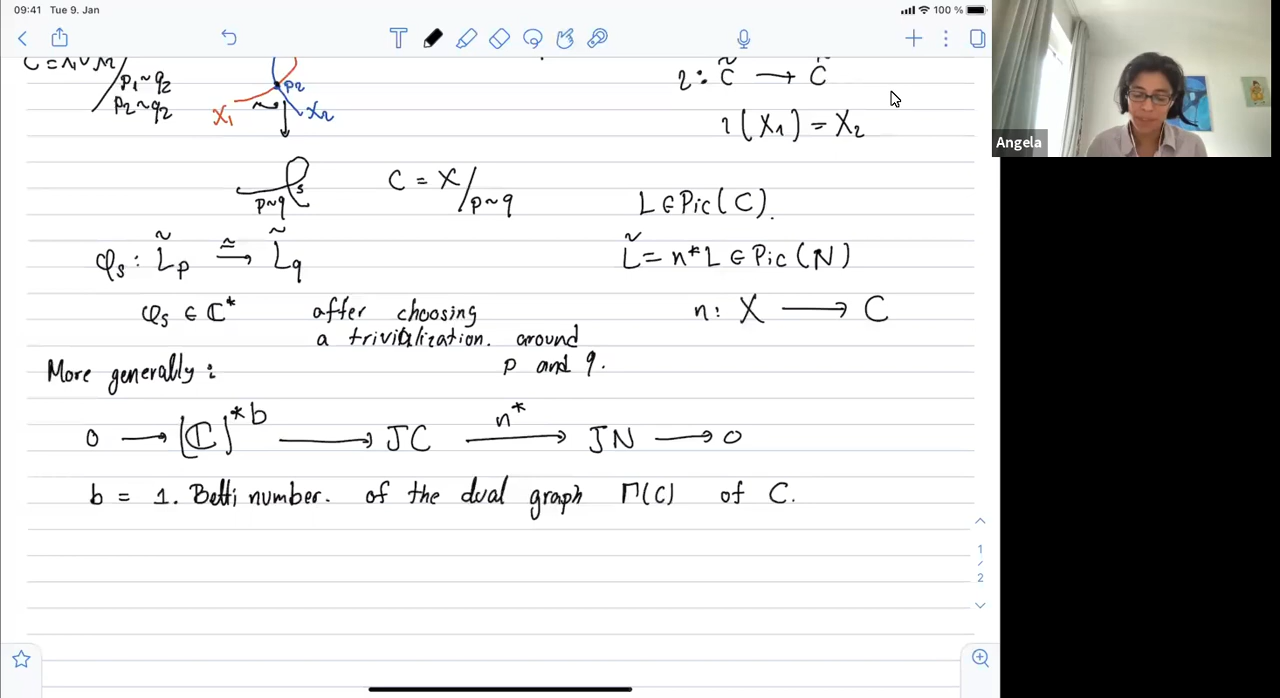 09:41 Tue 9. Jan 100 %
p₁~q₂
p₂~q₂
p₂
X₁
X₂
ι: C̃ → C̃
ι(X₁) = X₂
s
p~q
C = X/p~q
L∈Pic(C).
φₛ: L̃ₚ ≅→ L̃q
L̃ = n*L ∈ Pic(N)
φₛ ∈ ℂ* after choosing
a trivialization. around
p and q.
n: X → C
More generally:
0 → (ℂ)*ᵇ → JC n*→ JN → 0
b = 1. Betti number. of the dual graph Γ(C) of C.
1
/
2
Angela